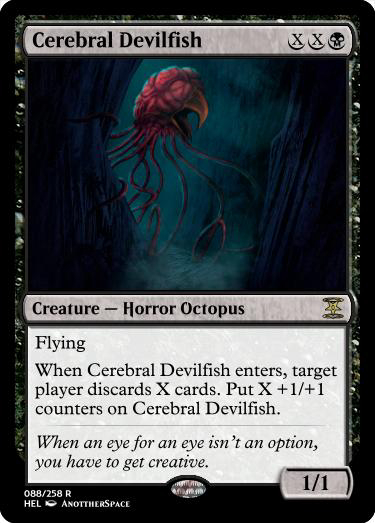 Cerebral Devilfish XX
Creature — Horror Octopus
Flying
When Cerebral Devilfish enters, target
player discards X cards. Put X +1/+1
counters on Cerebral Devilfish.
When an eye for an eye isn't an option,
you have to get creative.
1/1
088/258 R
HEL AnotterSpace